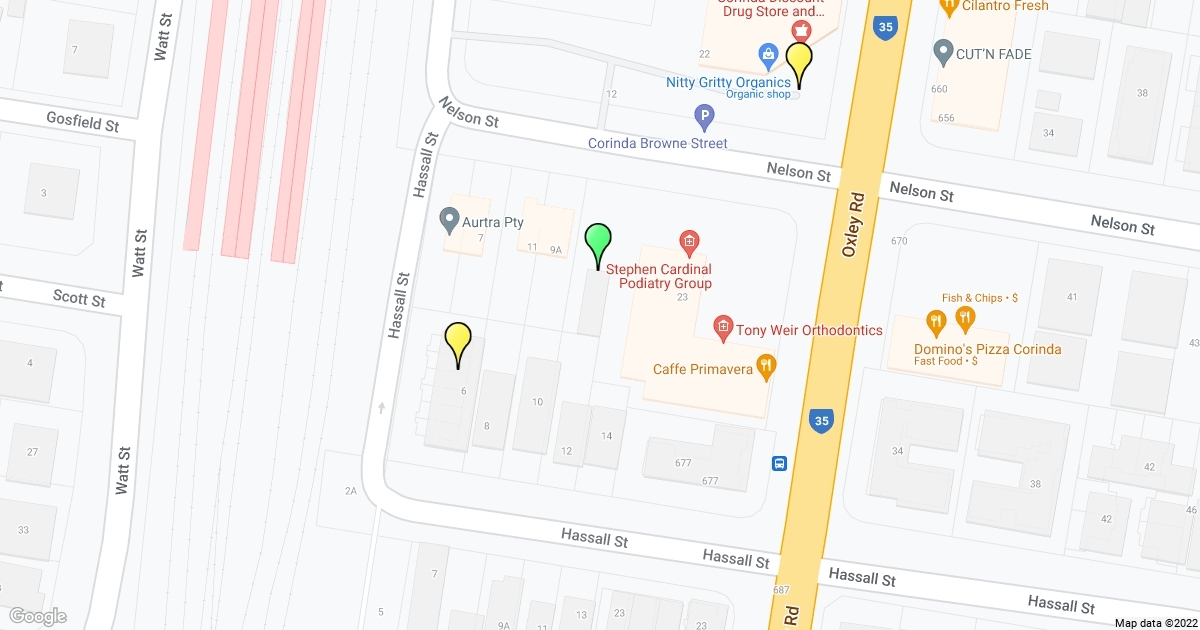 Corinda Discount
Drug Store and...
Cilantro Fresh
35
Watt St
7
22
CUT'N FADE
Nitty Gritty Organics
Organic shop
12
660
38
656
34
Gosfield St
Nelson St
P
Corinda Browne Street
Hassall St
Nelson St
Nelson St
Nelson St
3
Oxley Rd
Aurtra Pty
7
11
9A
670
Watt St
Stephen Cardinal
Podiatry Group
23
Scott St
Hassall St
Fish & Chips • $
41
Tony Weir Orthodontics
Domino's Pizza Corinda
Fast Food • $
4
Caffe Primavera
6
10
8
35
14
12
27
Watt St
677
677
34
42
38
2A
42
46
33
Hassall St
Hassall St
Hassall St
Hassall St
687
7
5
9A
11
13
25
Rd
Google
Map data ©2022